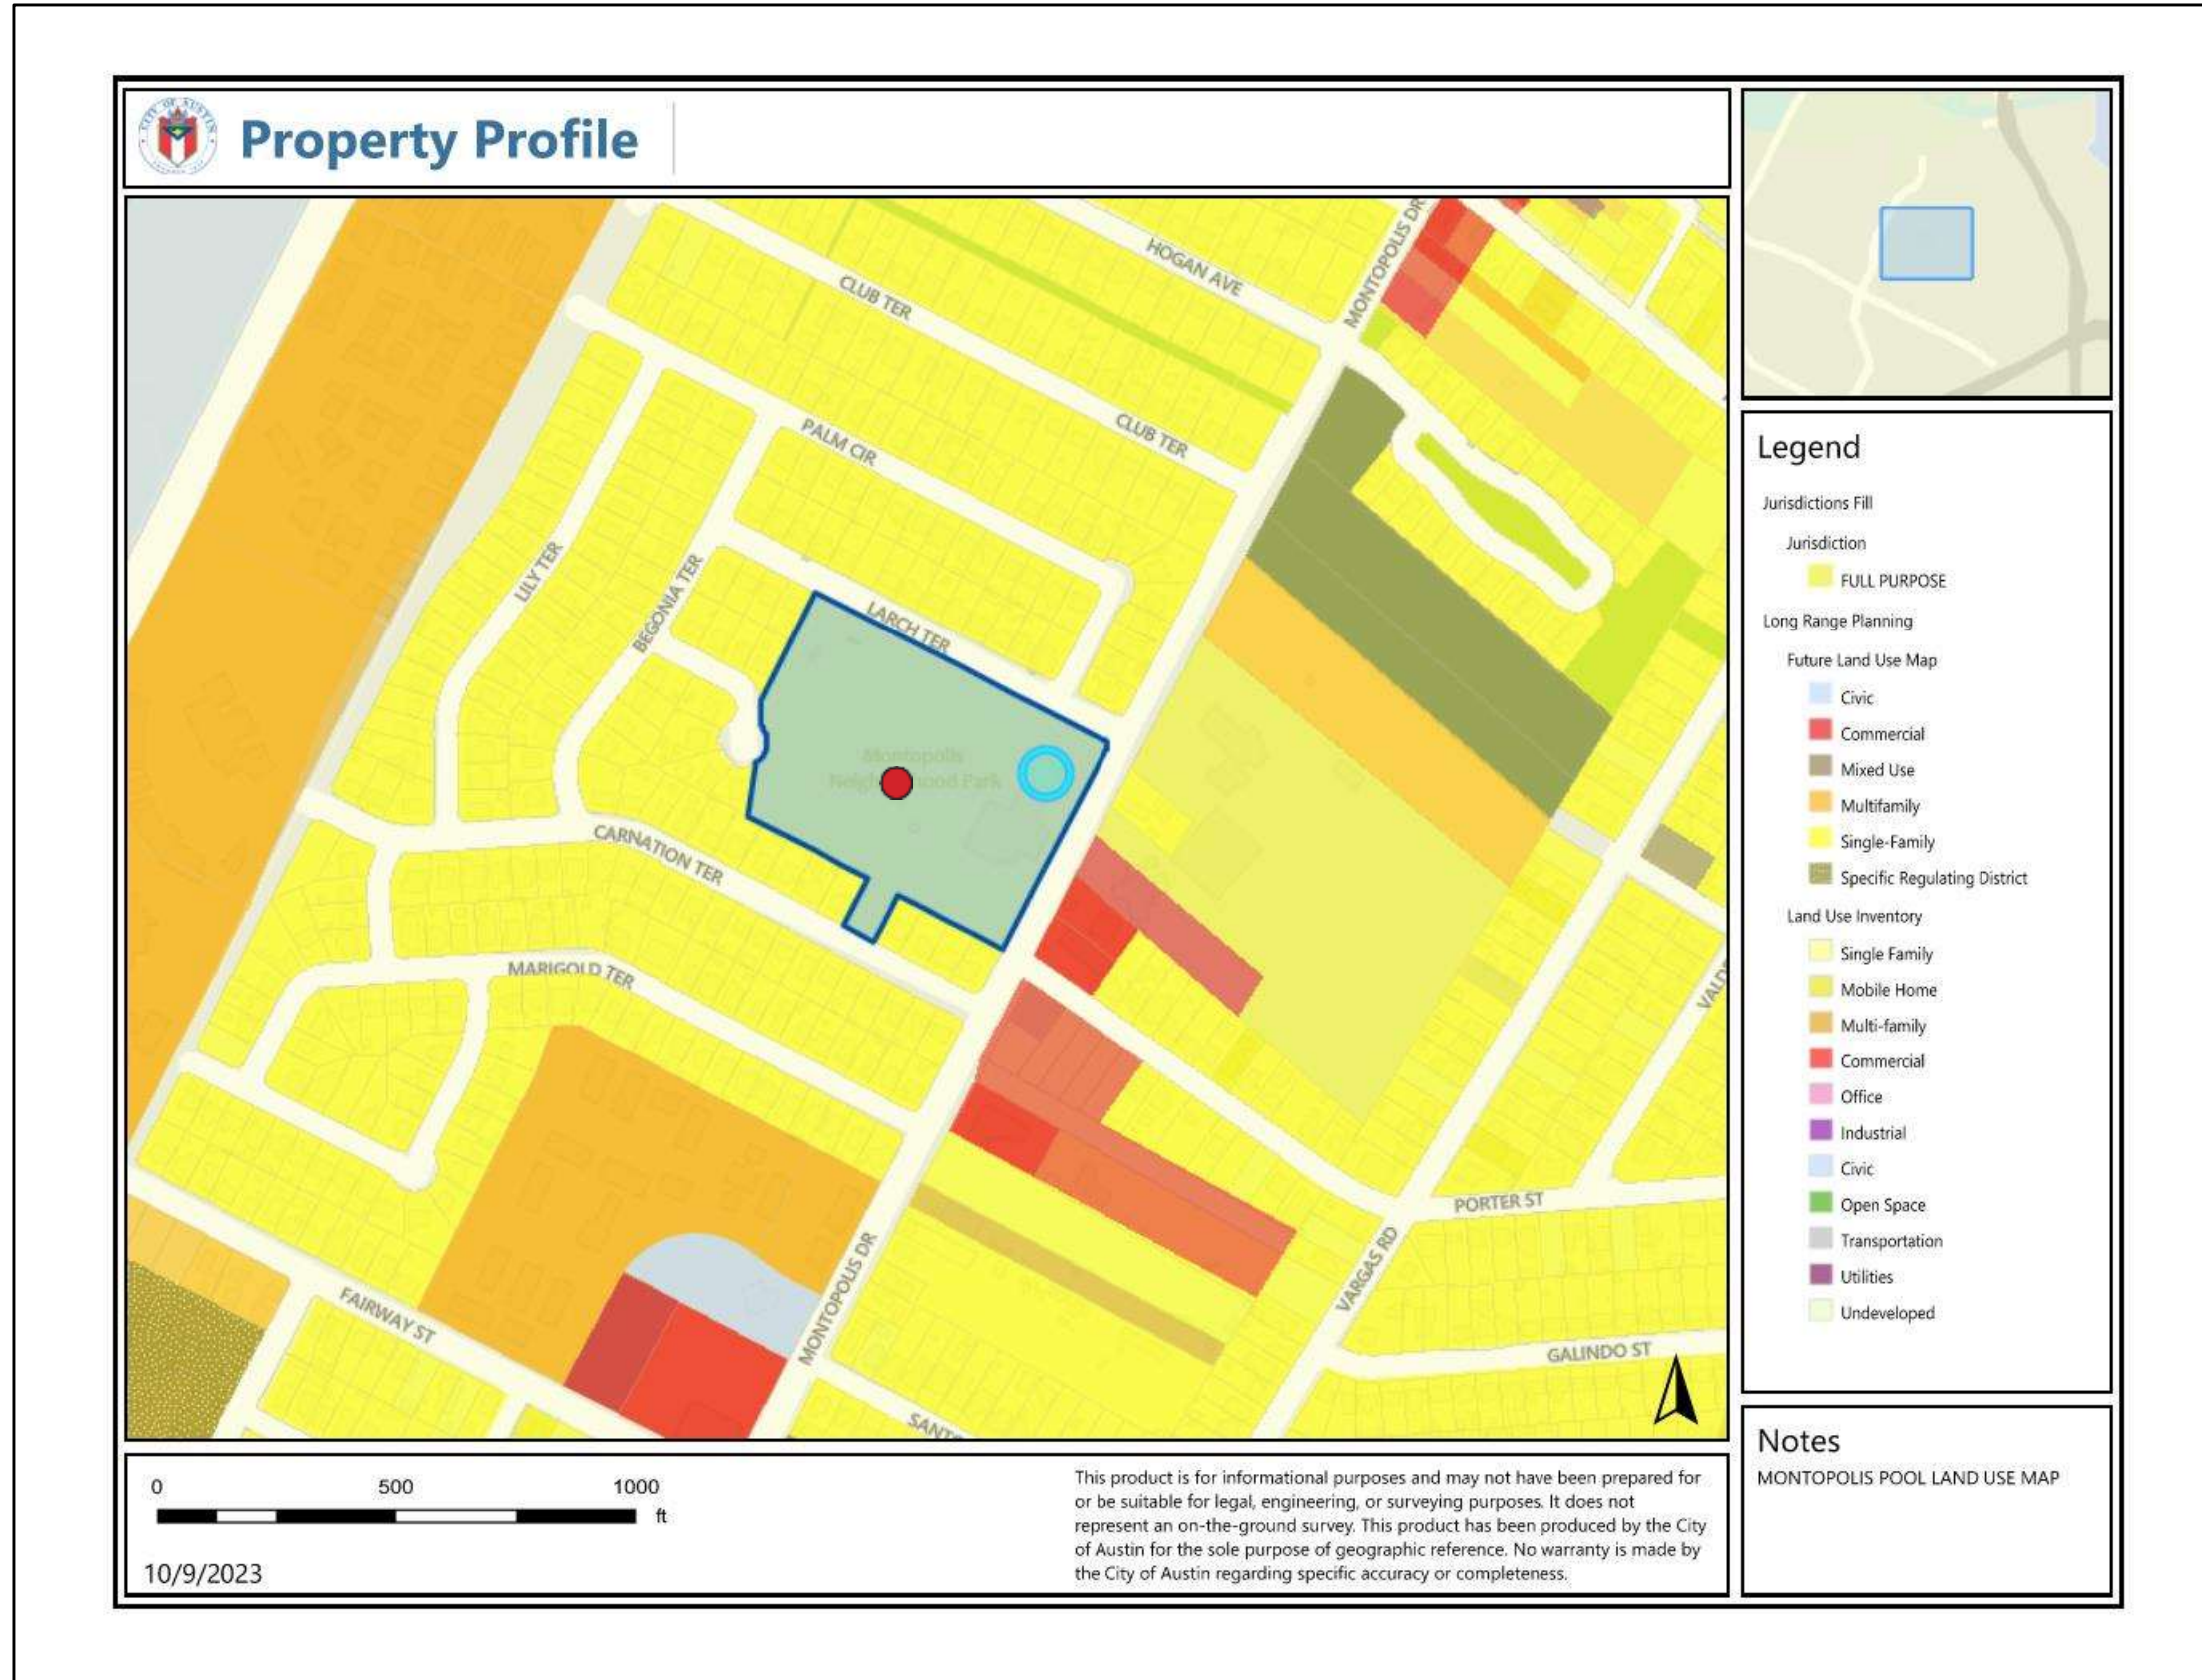 CITY OF AUSTIN
Property Profile
HOGAN AVE
MONTOPOLIS DR
CLUB TER
CLUB TER
PALM CIR
LILY TER
BEGONIA TER
LARCH TER
Montopolis
CARNATION TER
MARIGOLD TER
PORTER ST
VARGAS RD
MONTOPOLIS DR
FAIRWAY ST
GALINDO ST
Legend
Jurisdictions Fill
Jurisdiction
FULL PURPOSE
Long Range Planning
Future Land Use Map
Civic
Commercial
Mixed Use
Multifamily
Single-Family
Specific Regulating District
Land Use Inventory
Single Family
Mobile Home
Multi-family
Commercial
Office
Industrial
Civic
Open Space
Transportation
Utilities
Undeveloped
Notes
MONTOPOLIS POOL LAND USE MAP
0 500 1000
ft
10/9/2023
This product is for informational purposes and may not have been prepared for
or be suitable for legal, engineering, or surveying purposes. It does not
represent an on-the-ground survey. This product has been produced by the City
of Austin for the sole purpose of geographic reference. No warranty is made by
the City of Austin regarding specific accuracy or completeness.